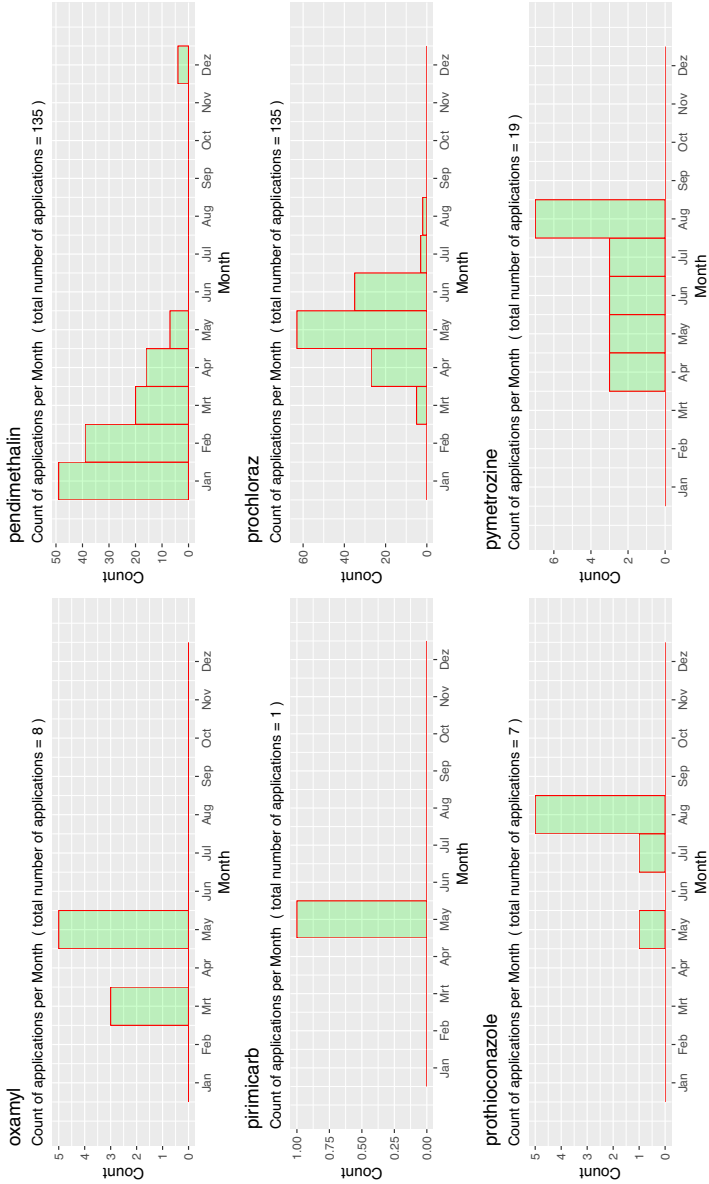 oxamyl
Count of applications per Month ( total number of applications = 8 )
5
4
3
2
1
0
Count
Jan Feb Mrt Apr May Jun Jul Aug Sep Oct Nov Dez
Month
pendimethalin
Count of applications per Month ( total number of applications = 135 )
50
40
30
20
10
0
Count
Jan Feb Mrt Apr May Jun Jul Aug Sep Oct Nov Dez
Month
pirimicarb
Count of applications per Month ( total number of applications = 1 )
1.00
0.75
0.50
0.25
0.00
Count
Jan Feb Mrt Apr May Jun Jul Aug Sep Oct Nov Dez
Month
prochloraz
Count of applications per Month ( total number of applications = 135 )
60
40
20
0
Count
Jan Feb Mrt Apr May Jun Jul Aug Sep Oct Nov Dez
Month
prothioconazole
Count of applications per Month ( total number of applications = 7 )
5
4
3
2
1
0
Count
Jan Feb Mrt Apr May Jun Jul Aug Sep Oct Nov Dez
Month
pymetrozine
Count of applications per Month ( total number of applications = 19 )
6
4
2
0
Count
Jan Feb Mrt Apr May Jun Jul Aug Sep Oct Nov Dez
Month